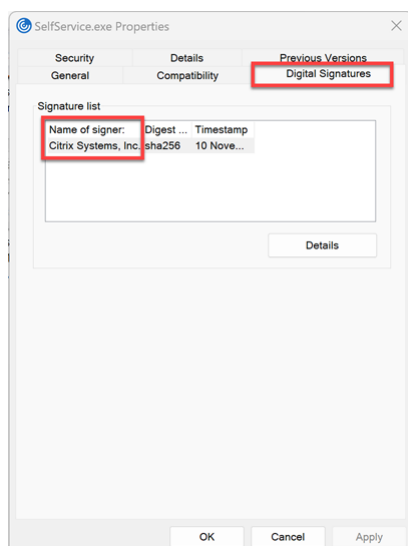 SelfService.exe Properties
Security Details Previous Versions
General Compatibility Digital Signatures
Signature list
Name of signer: Digest ... Timestamp
Citrix Systems, Inc. sha256 10 Nove...
Details
OK Cancel Apply